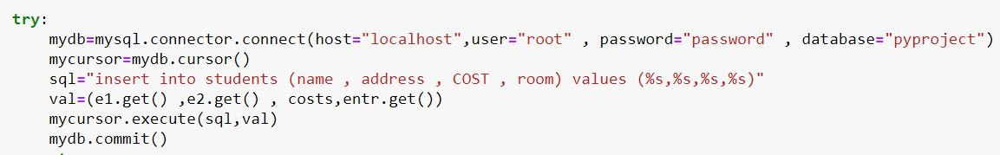 try:
    mydb=mysql.connector.connect(host="localhost",user="root" , password="password" , database="pyproject")
    mycursor=mydb.cursor()
    sql="insert into students (name , address , COST , room) values (%s,%s,%s,%s)"
    val=(e1.get() ,e2.get() , costs,entr.get())
    mycursor.execute(sql,val)
    mydb.commit()